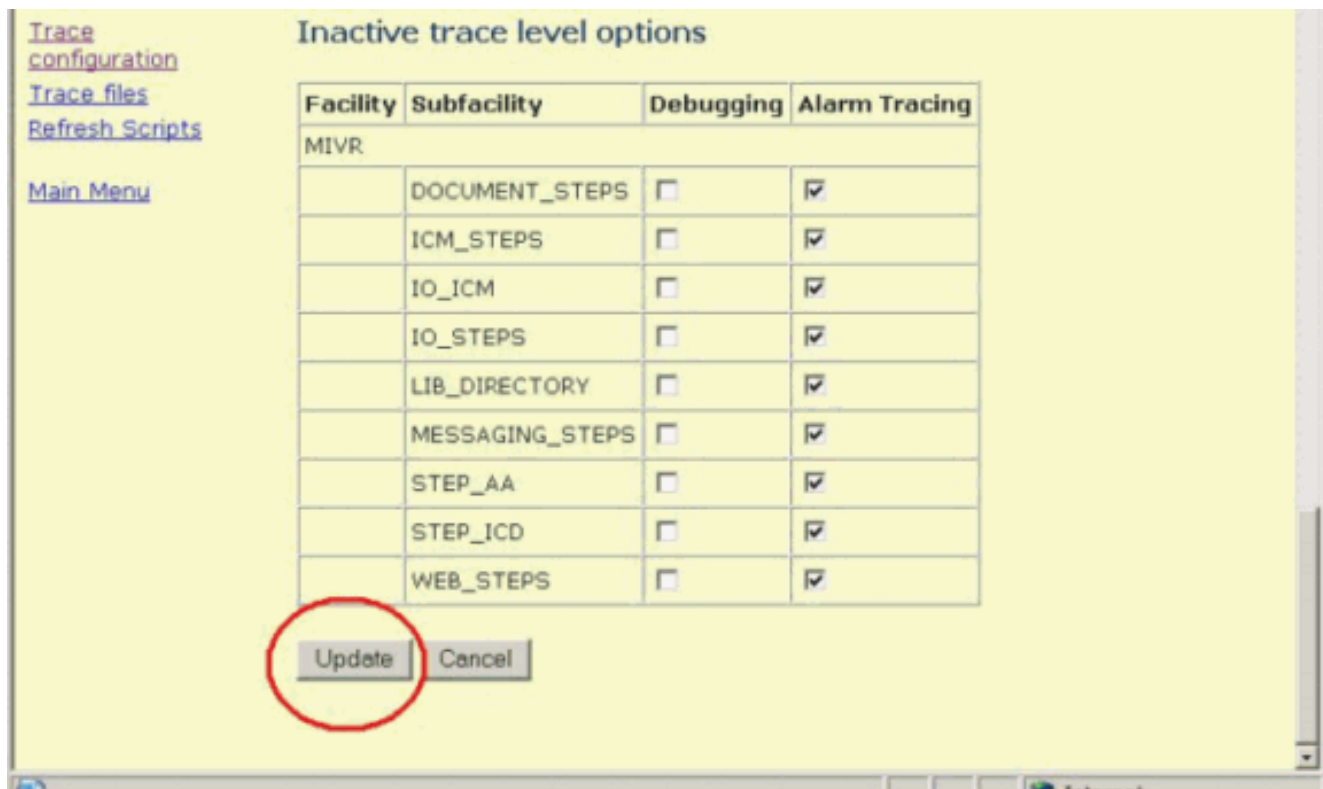 Trace
configuration
Trace files
Refresh Scripts
Main Menu
Inactive trace level options
Facility Subfacility Debugging Alarm Tracing
MIVR
DOCUMENT_STEPS
ICM_STEPS
IO_ICM
IO_STEPS
LIB_DIRECTORY
MESSAGING_STEPS
STEP_AA
STEP_ICD
WEB_STEPS
Update Cancel